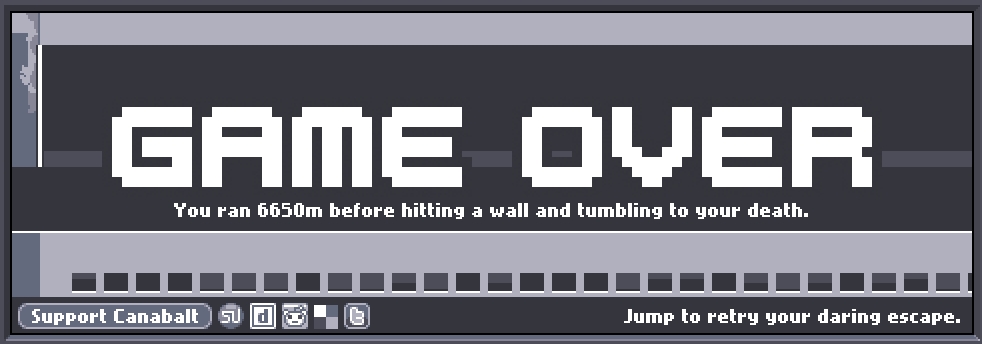 GAME OVER
You ran 6650m before hitting a wall and tumbling to your death.
Support Canabalt
Jump to retry your daring escape.